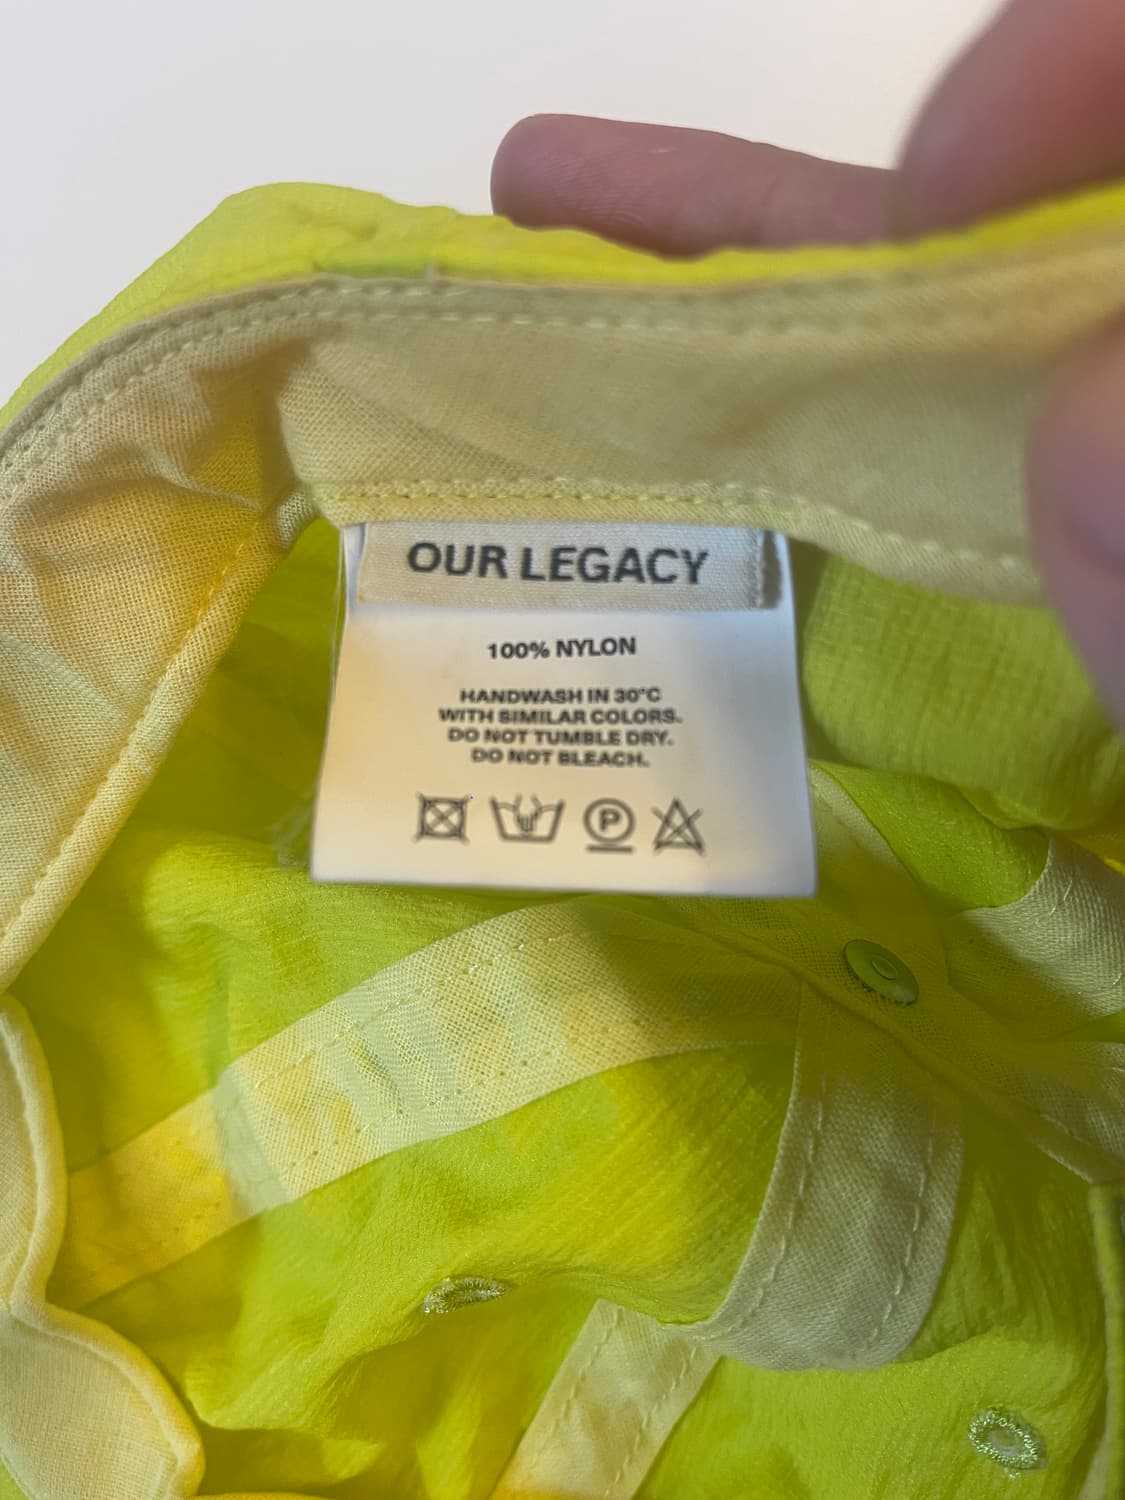 OUR LEGACY
100% NYLON
HANDWASH IN 30°C
WITH SIMILAR COLORS.
DO NOT TUMBLE DRY.
DO NOT BLEACH.
P